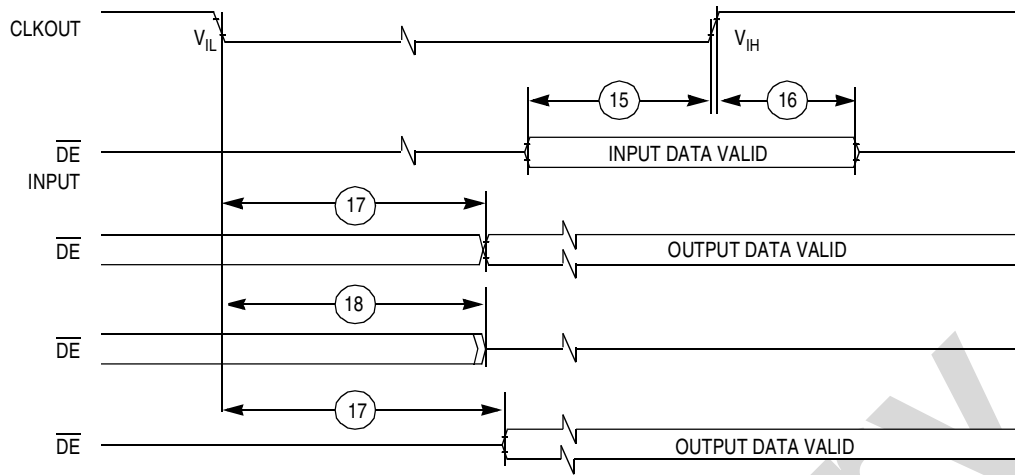 CLKOUT
V_IL
V_IH
15
16
DE
INPUT
INPUT DATA VALID
17
DE
OUTPUT DATA VALID
18
DE
17
DE
OUTPUT DATA VALID